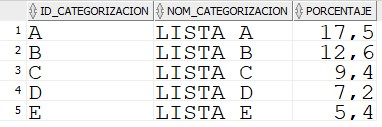 ID_CATEGORIZACION NOM_CATEGORIZACION PORCENTAJE
1 A LISTA A 17,5
2 B LISTA B 12,6
3 C LISTA C 9,4
4 D LISTA D 7,2
5 E LISTA E 5,4